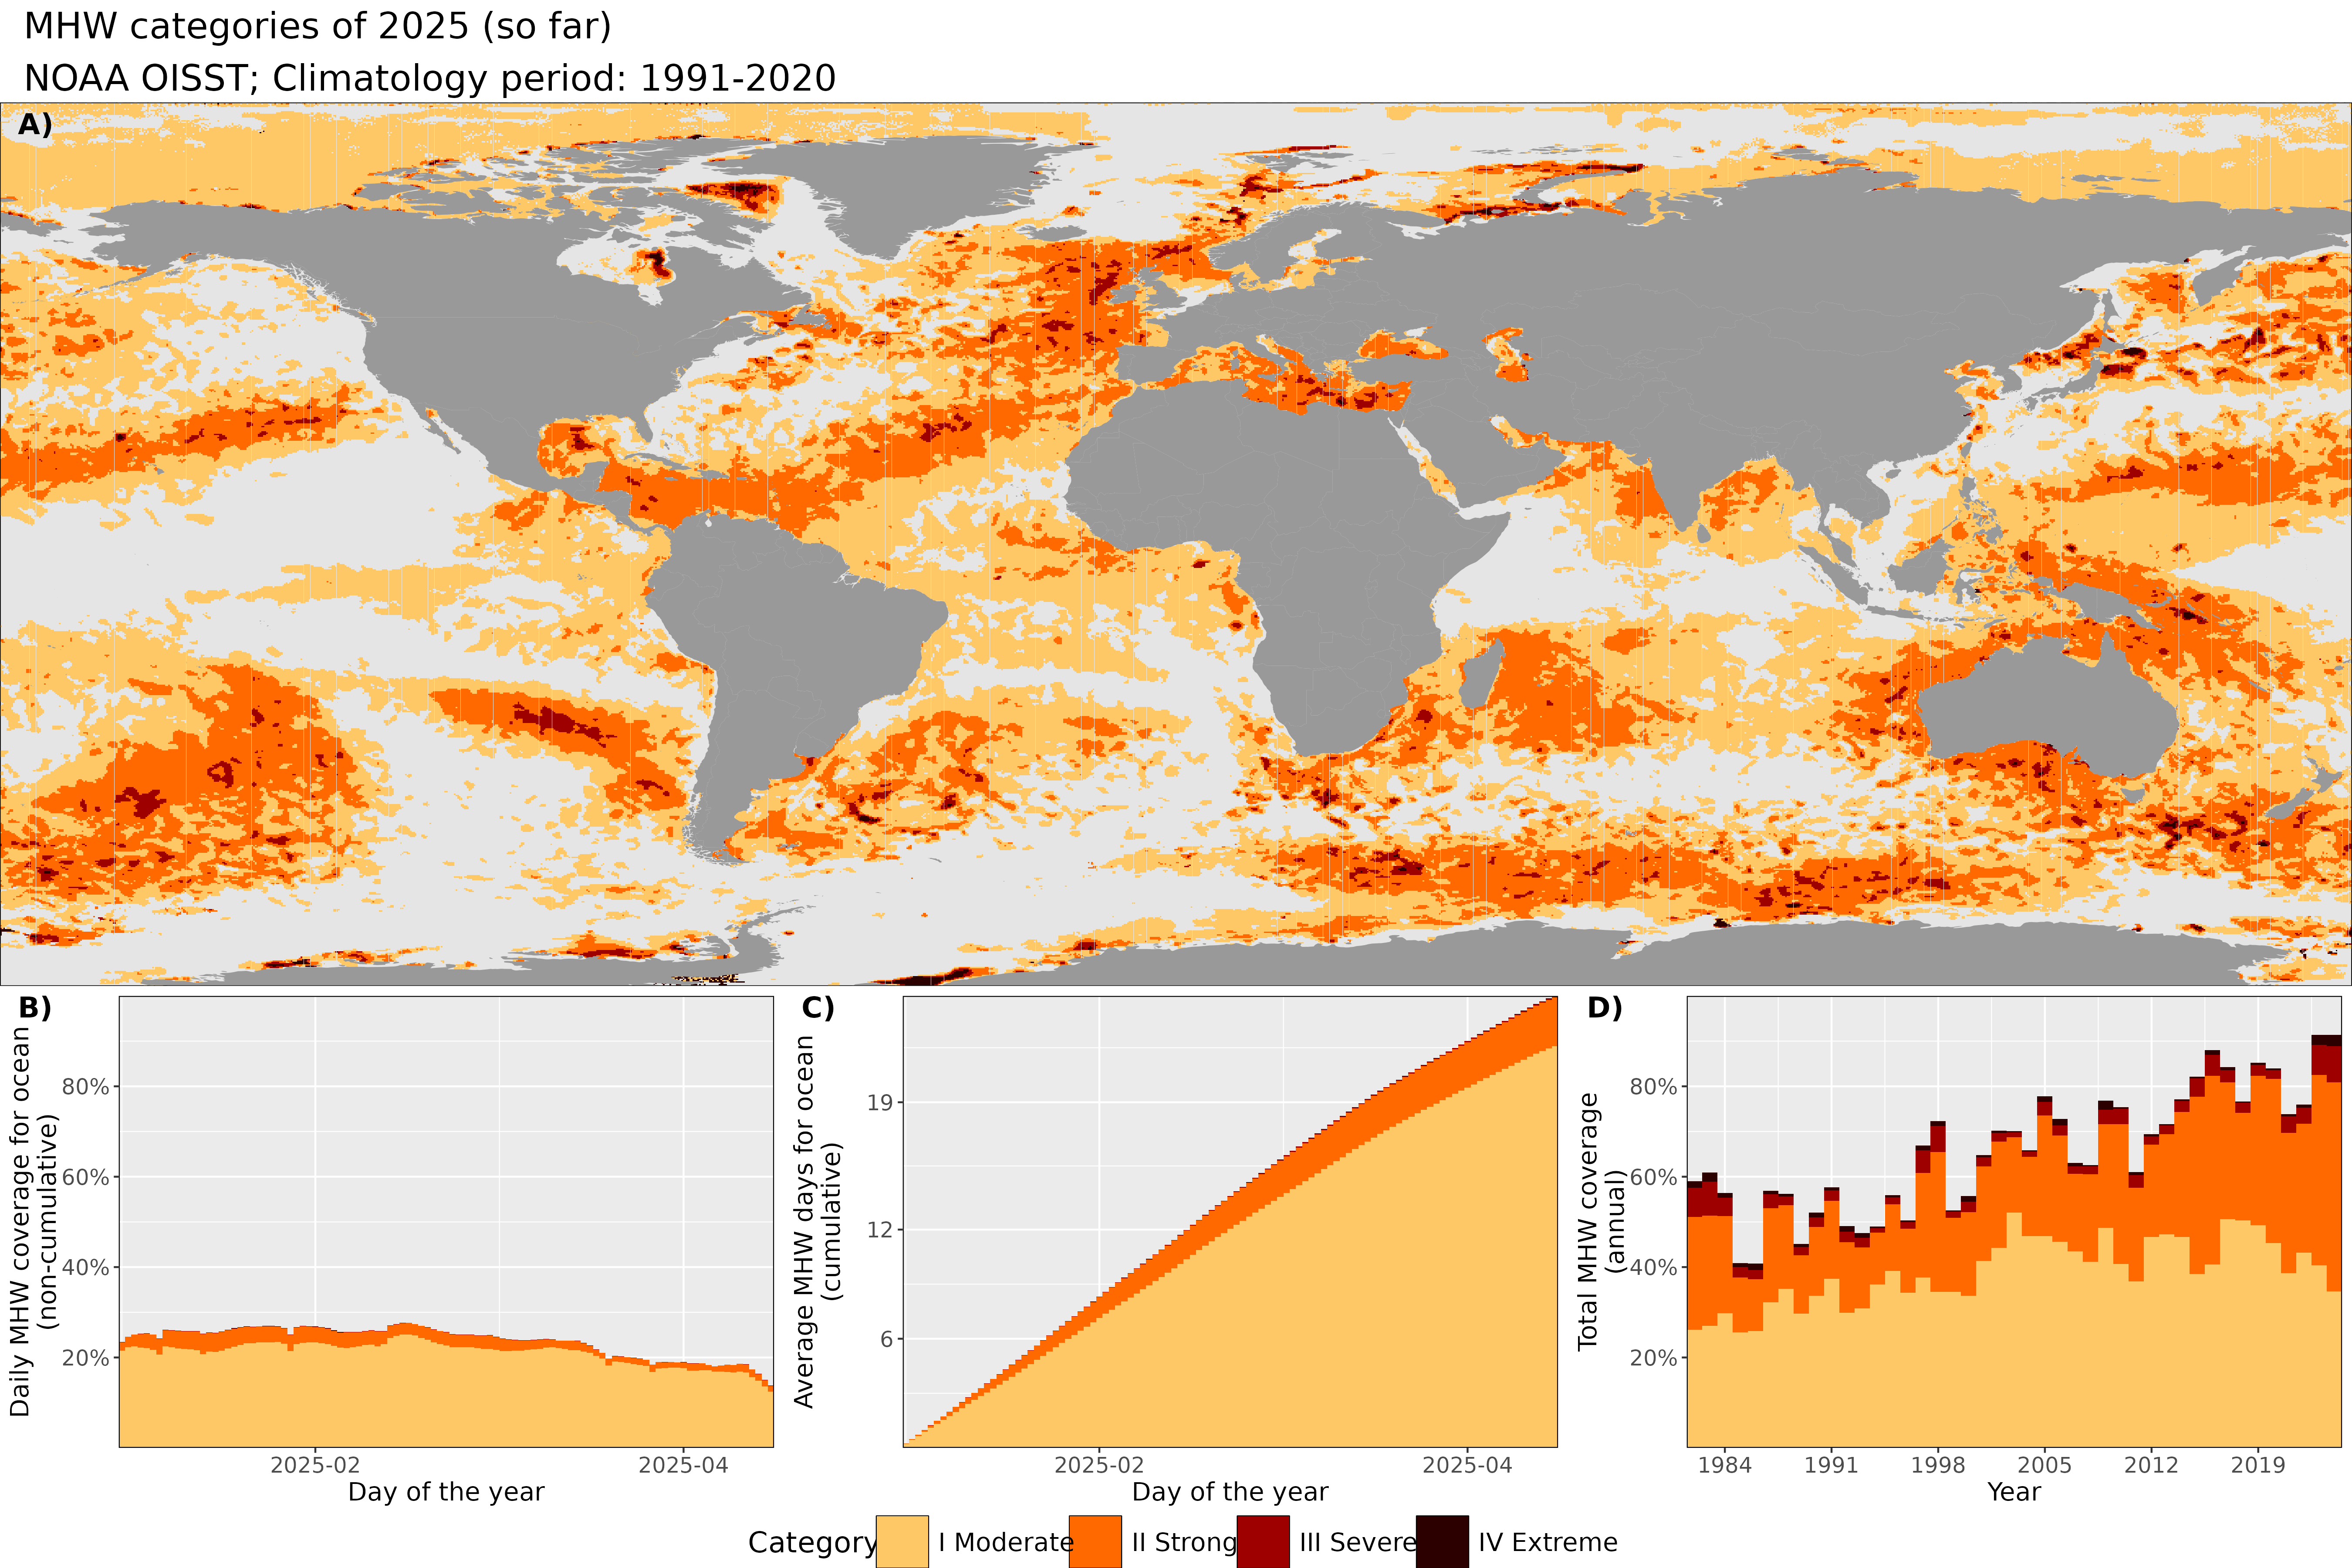 MHW categories of 2025 (so far)
NOAA OISST; Climatology period: 1991-2020
A)
B)
Daily MHW coverage for ocean
(non-cumulative)
80%
60%
40%
20%
2025-02
2025-04
Day of the year
C)
Average MHW days for ocean
(cumulative)
19
12
6
2025-02
2025-04
Day of the year
D)
Total MHW coverage
(annual)
80%
60%
40%
20%
1984
1991
1998
2005
2012
2019
Year
Category
I Moderate
II Strong
III Severe
IV Extreme